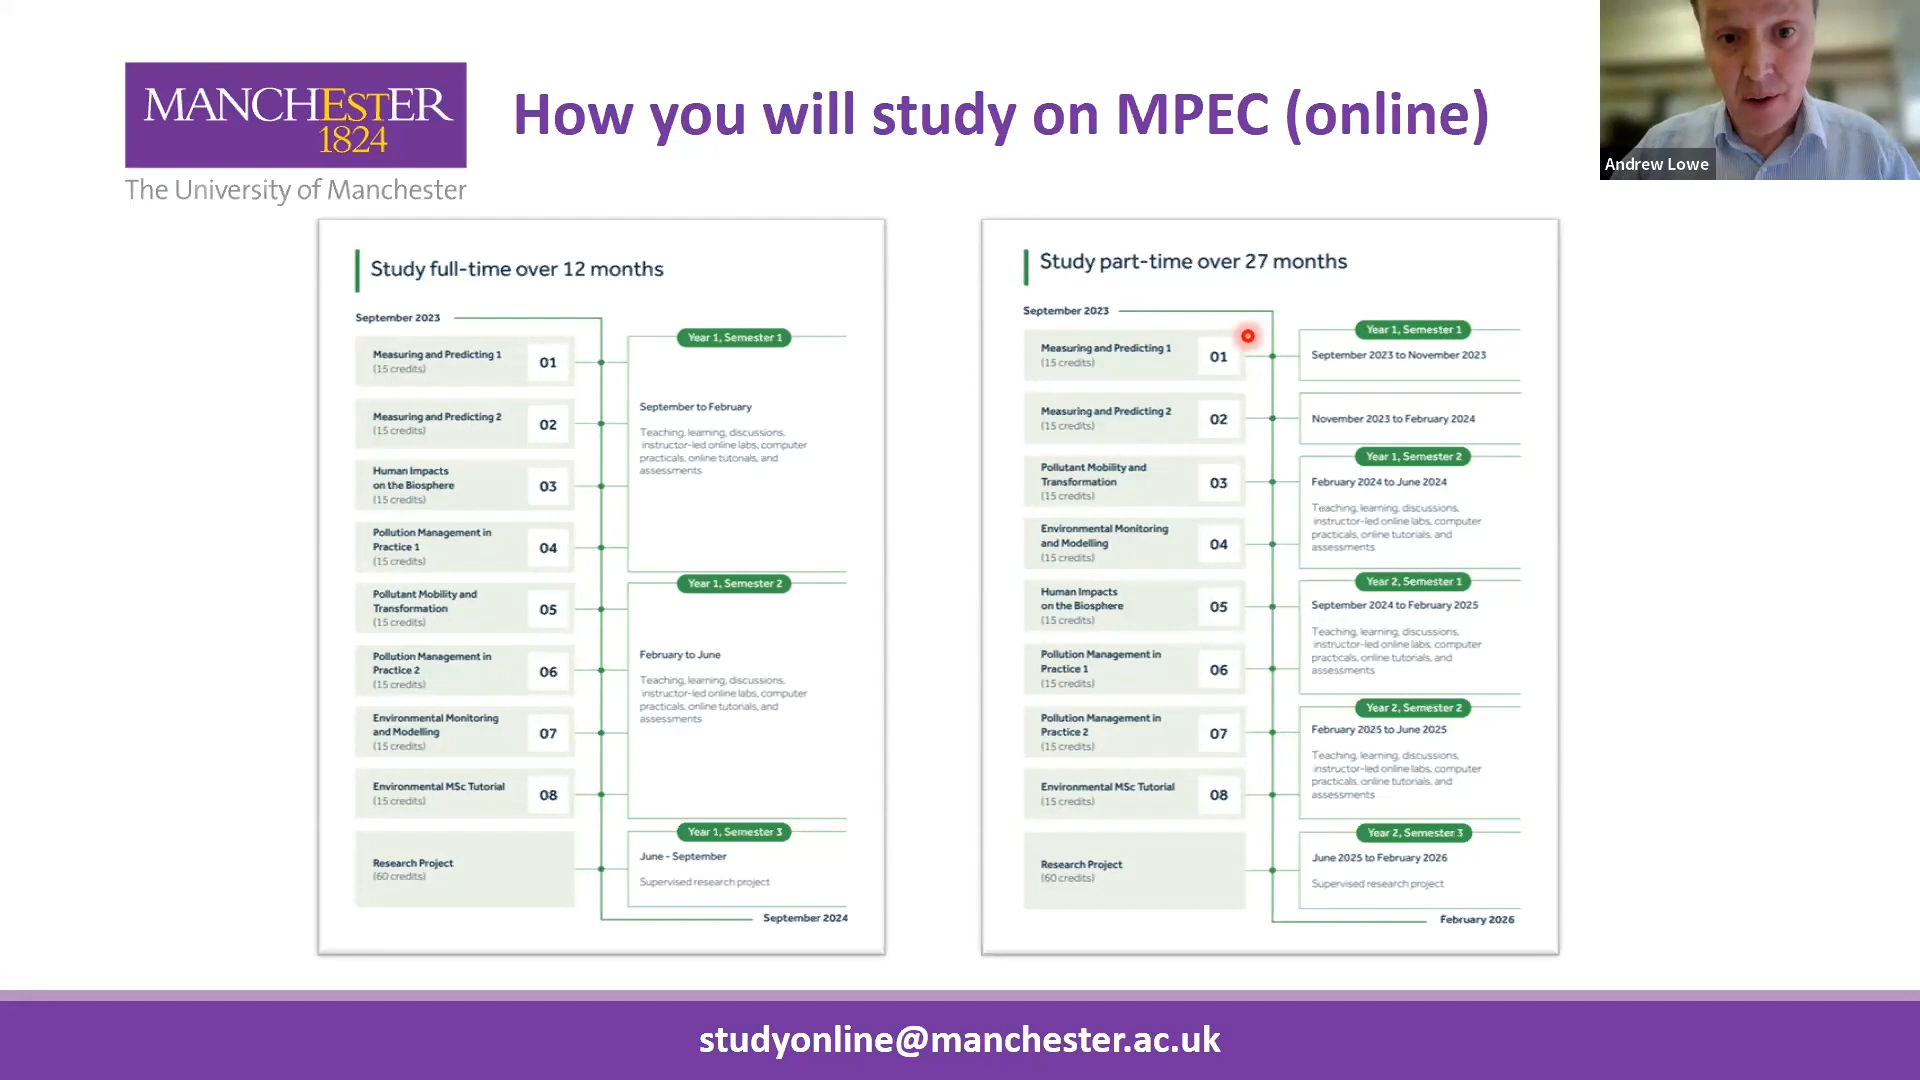 MANCHEstER
1824
The University of Manchester
How you will study on MPEC (online)
Andrew Lowe
Study full-time over 12 months
September 2023
Measuring and Predicting 1
(15 credits)
01
Measuring and Predicting 2
(15 credits)
02
Human Impacts
on the Biosphere
(15 credits)
03
Pollution Management in
Practice 1
(15 credits)
04
Pollutant Mobility and
Transformation
(15 credits)
05
Pollution Management in
Practice 2
(15 credits)
06
Environmental Monitoring
and Modelling
(15 credits)
07
Environmental MSc Tutorial
(15 credits)
08
Research Project
(60 credits)
Year 1, Semester 1
September to February
Teaching, learning, discussions,
instructor-led online labs, computer
practicals, online tutorials, and
assessments
Year 1, Semester 2
February to June
Teaching, learning, discussions,
instructor-led online labs, computer
practicals, online tutorials, and
assessments
Year 1, Semester 3
June - September
Supervised research project
September 2024
Study part-time over 27 months
September 2023
Measuring and Predicting 1
(15 credits)
01
Measuring and Predicting 2
(15 credits)
02
Pollutant Mobility and
Transformation
(15 credits)
03
Environmental Monitoring
and Modelling
(15 credits)
04
Human Impacts
on the Biosphere
(15 credits)
05
Pollution Management in
Practice 1
(15 credits)
06
Pollution Management in
Practice 2
(15 credits)
07
Environmental MSc Tutorial
(15 credits)
08
Research Project
(60 credits)
Year 1, Semester 1
September 2023 to November 2023
November 2023 to February 2024
Year 1, Semester 2
February 2024 to June 2024
Teaching, learning, discussions,
instructor-led online labs, computer
practicals, online tutorials, and
assessments
Year 2, Semester 1
September 2024 to February 2025
Teaching, learning, discussions,
instructor-led online labs, computer
practicals, online tutorials, and
assessments
Year 2, Semester 2
February 2025 to June 2025
Teaching, learning, discussions,
instructor-led online labs, computer
practicals, online tutorials, and
assessments
Year 2, Semester 3
June 2025 to February 2026
Supervised research project
February 2026
studyonline@manchester.ac.uk